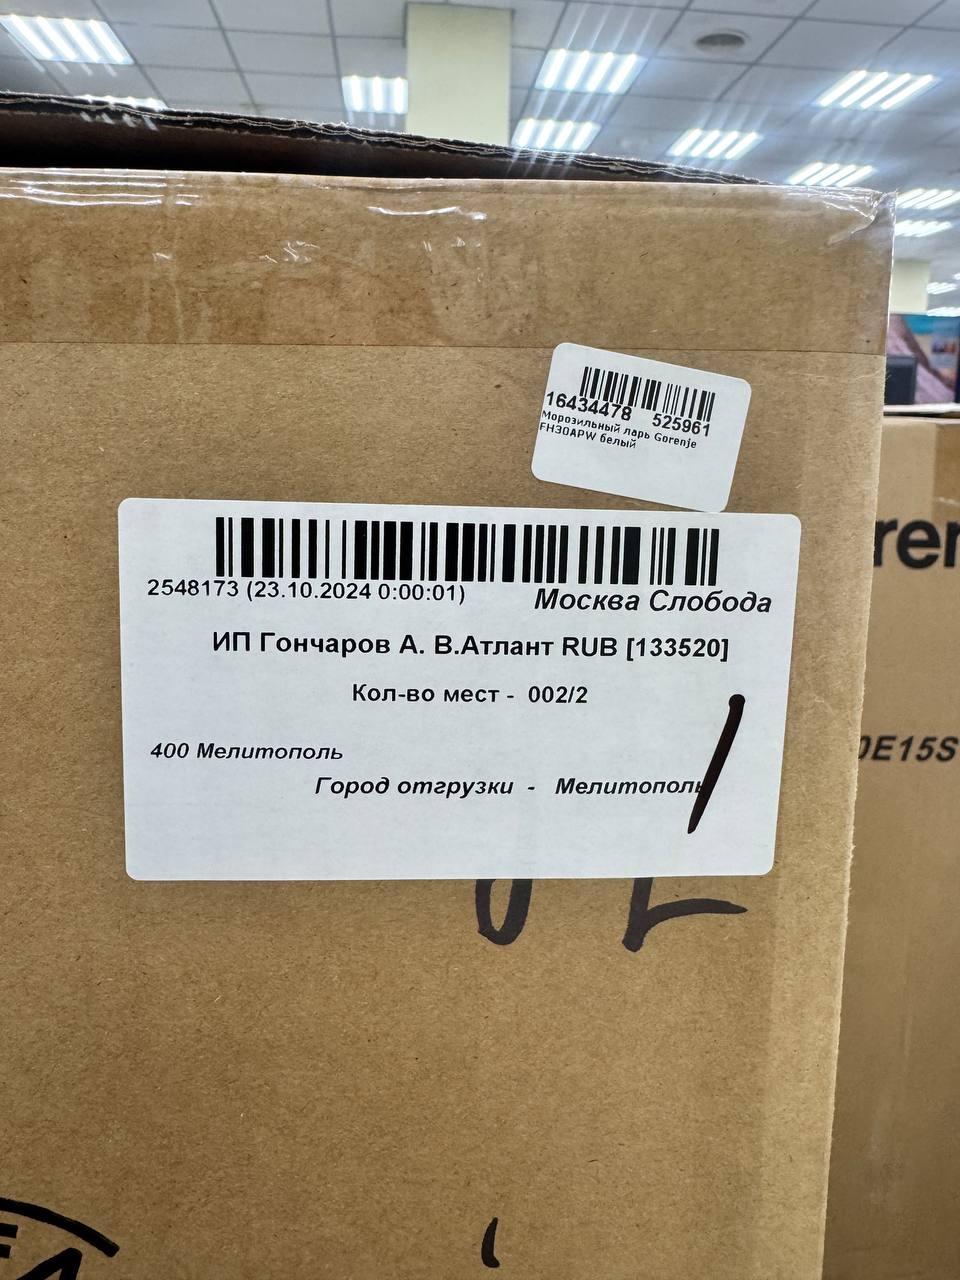 16434478 525961
Морозильный ларь Gorenje
FH30APW белый
2548173 (23.10.2024 0:00:01)
Москва Слобода
ИП Гончаров А. В.Атлант RUB [133520]
Кол-во мест - 002/2
400 Мелитополь
Город отгрузки - Мелитополь